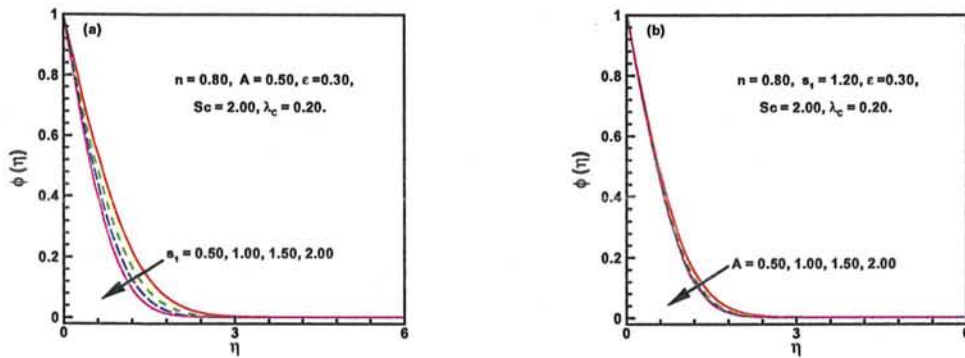 (a)
n = 0.80, A = 0.50, ε =0.30,
Sc = 2.00, λc = 0.20.
s₁ = 0.50, 1.00, 1.50, 2.00
ϕ (η)
1
0.8
0.6
0.4
0.2
0
0
3
6
η
(b)
n = 0.80, s₁ = 1.20, ε =0.30,
Sc = 2.00, λc = 0.20.
A = 0.50, 1.00, 1.50, 2.00
ϕ (η)
1
0.8
0.6
0.4
0.2
0
0
3
6
η